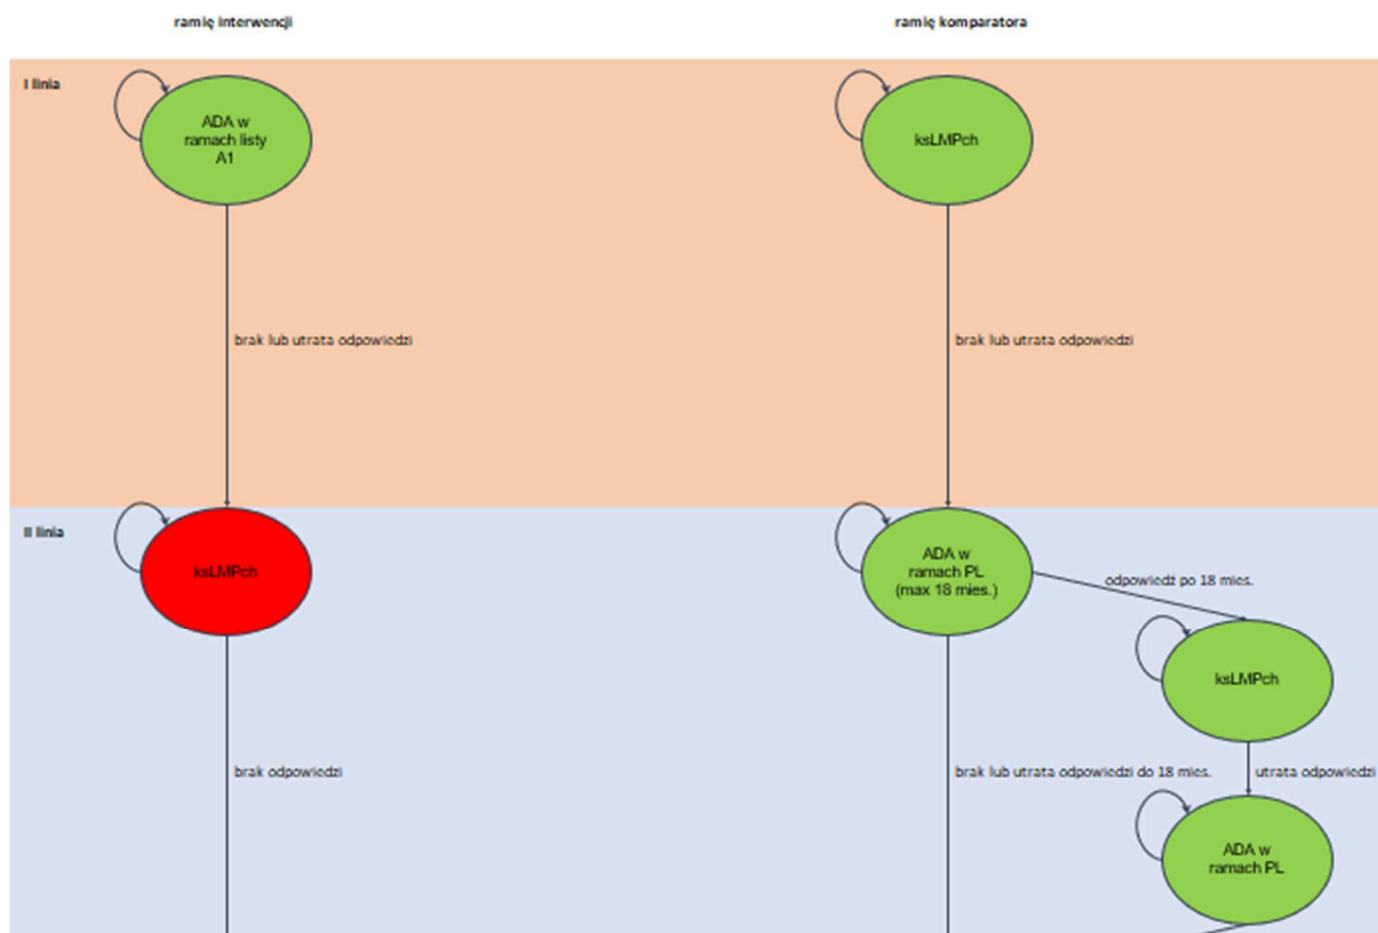 ramię interwencji
ramię komparatora
I linia
ADA w
ramach listy
A1
ksLMPch
brak lub utrata odpowiedzi
brak lub utrata odpowiedzi
II linia
ksLMPch
ADA w
ramach PL
(max 18 mies.)
odpowiedź po 18 mies.
ksLMPch
brak odpowiedzi
brak lub utrata odpowiedzi do 18 mies.
utrata odpowiedzi
ADA w
ramach PL